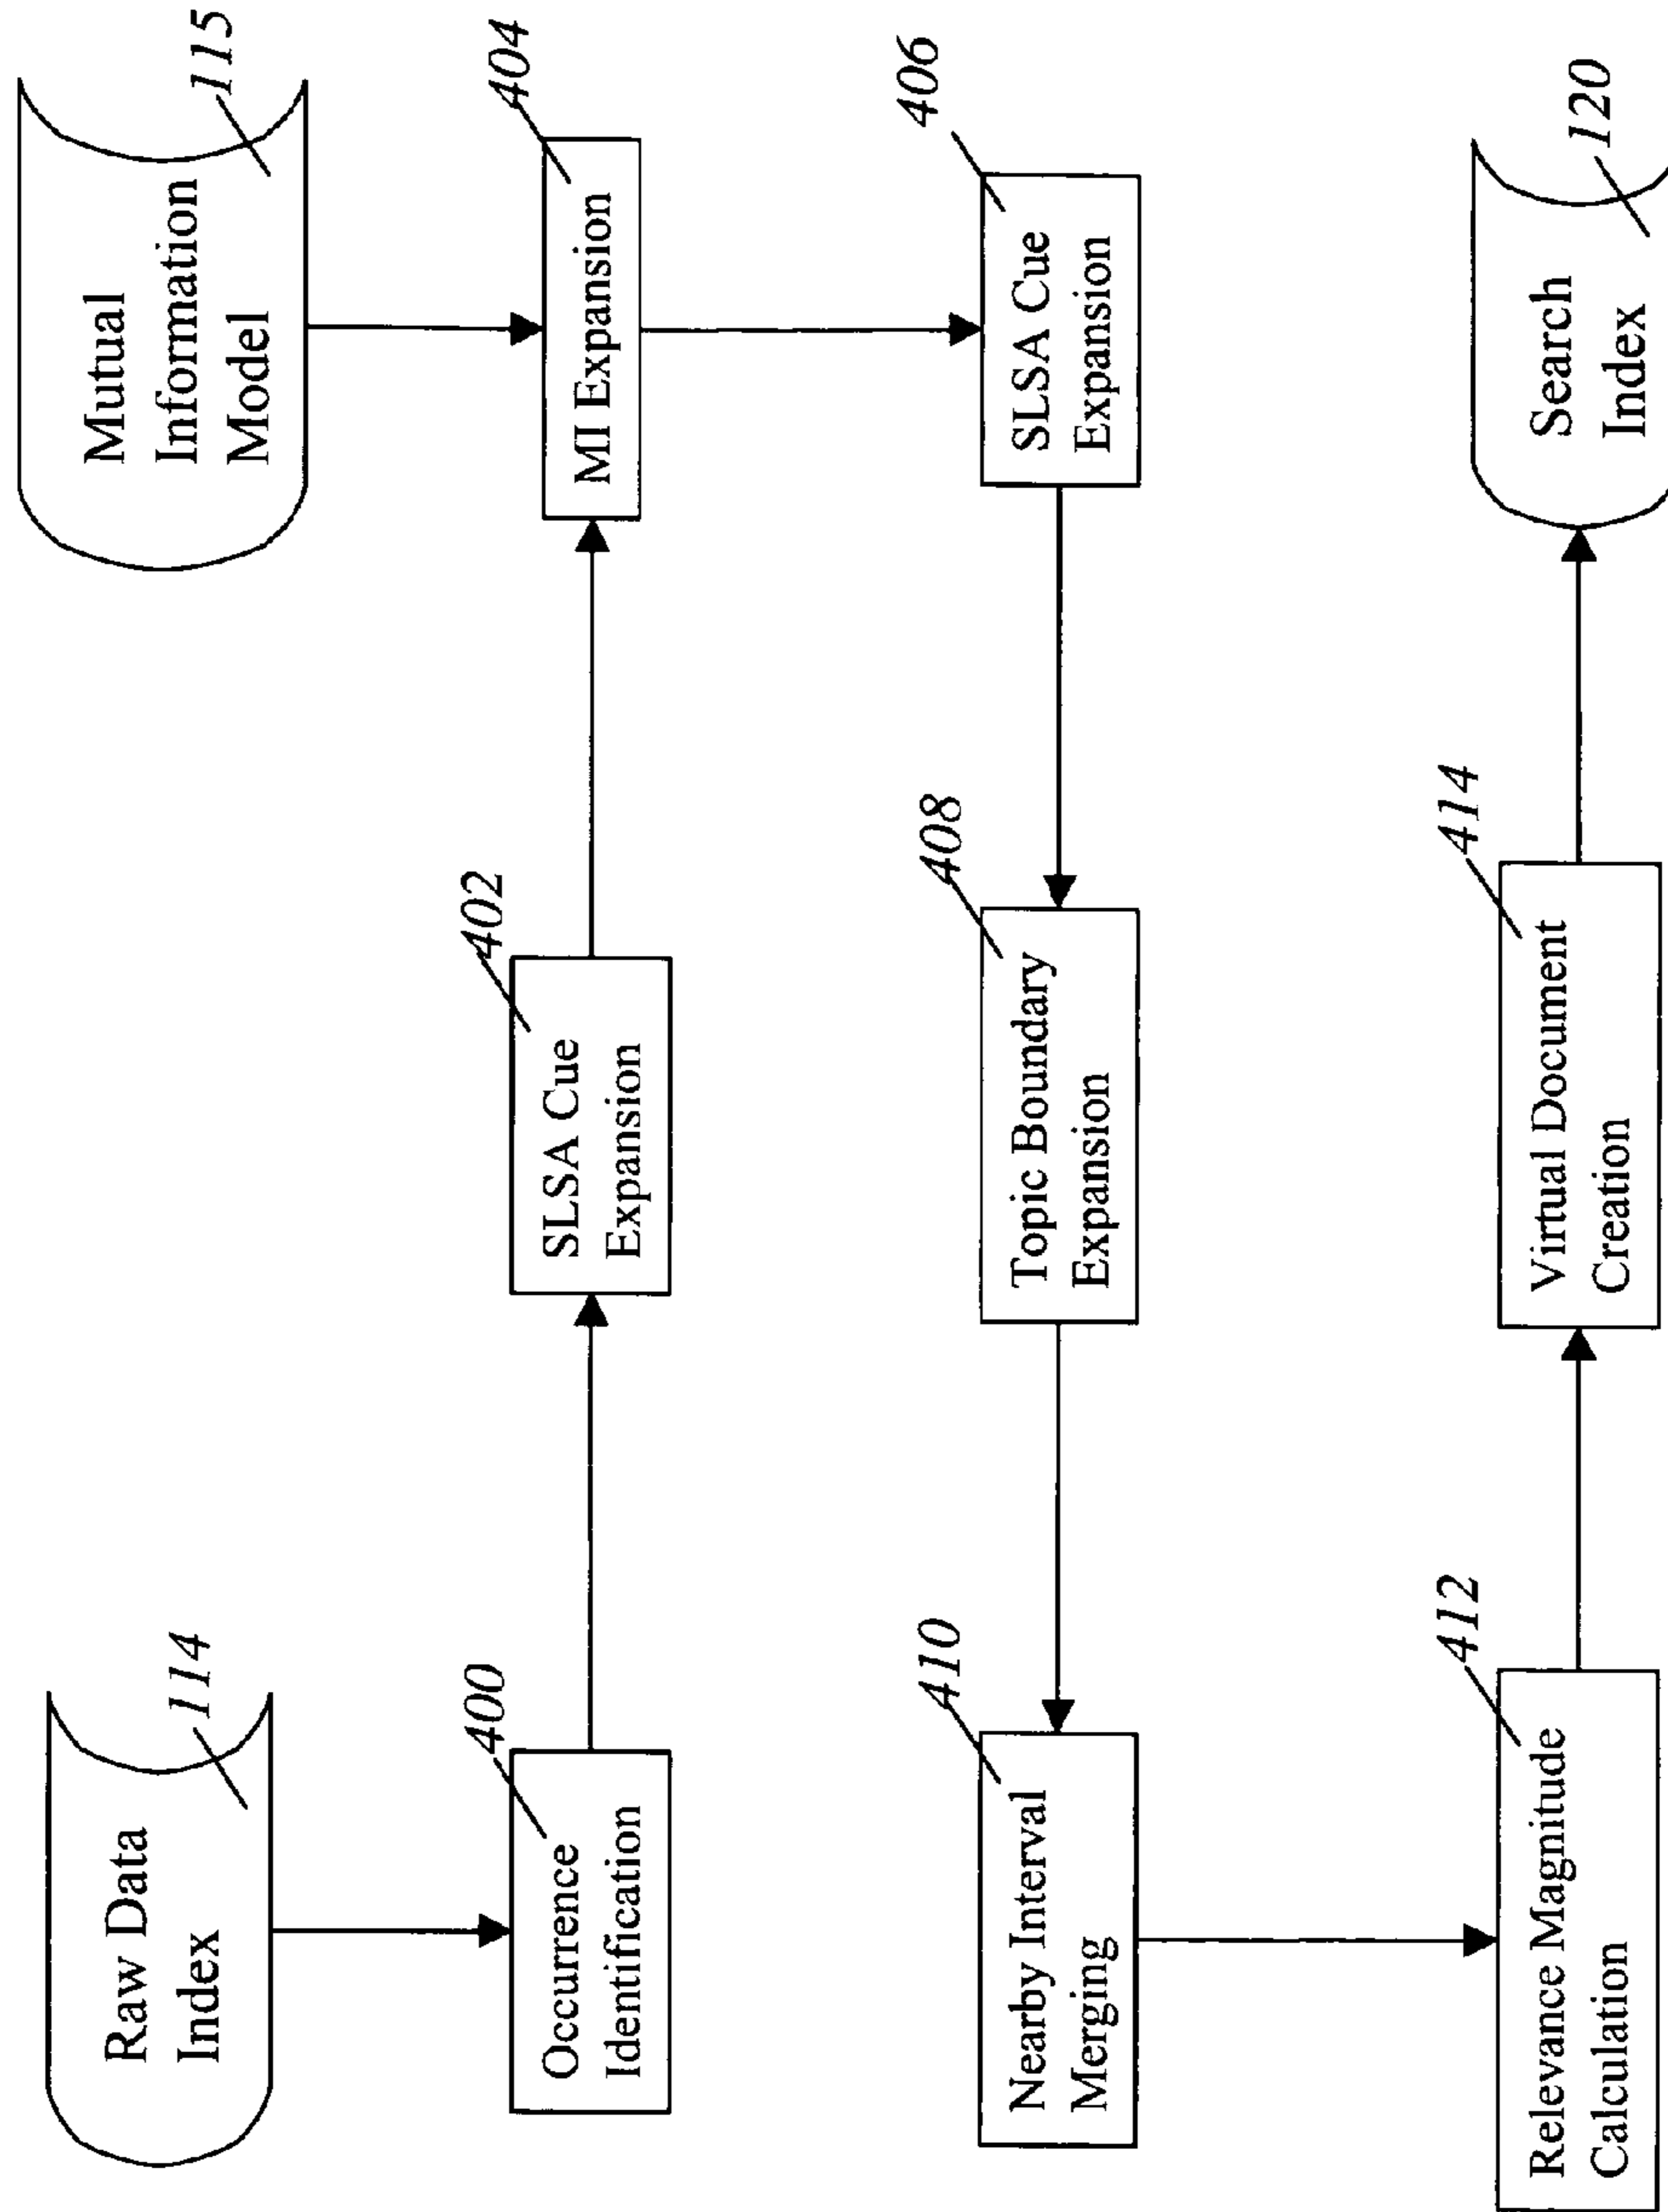 Raw Data
Index
114
Mutual
Information
Model
115
Occurrence
Identification
400
SLSA Cue
Expansion
402
MI Expansion
404
SLSA Cue
Expansion
406
Topic Boundary
Expansion
408
Nearby Interval
Merging
410
Relevance Magnitude
Calculation
412
Virtual Document
Creation
414
Search
Index
120